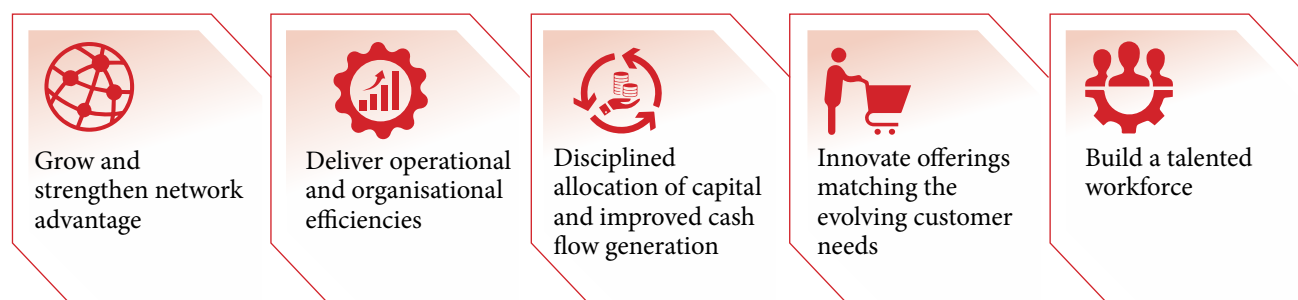 Grow and
strengthen network
advantage
Deliver operational
and organisational
efficiencies
Disciplined
allocation of capital
and improved cash
flow generation
Innovate offerings
matching the
evolving customer
needs
Build a talented
workforce